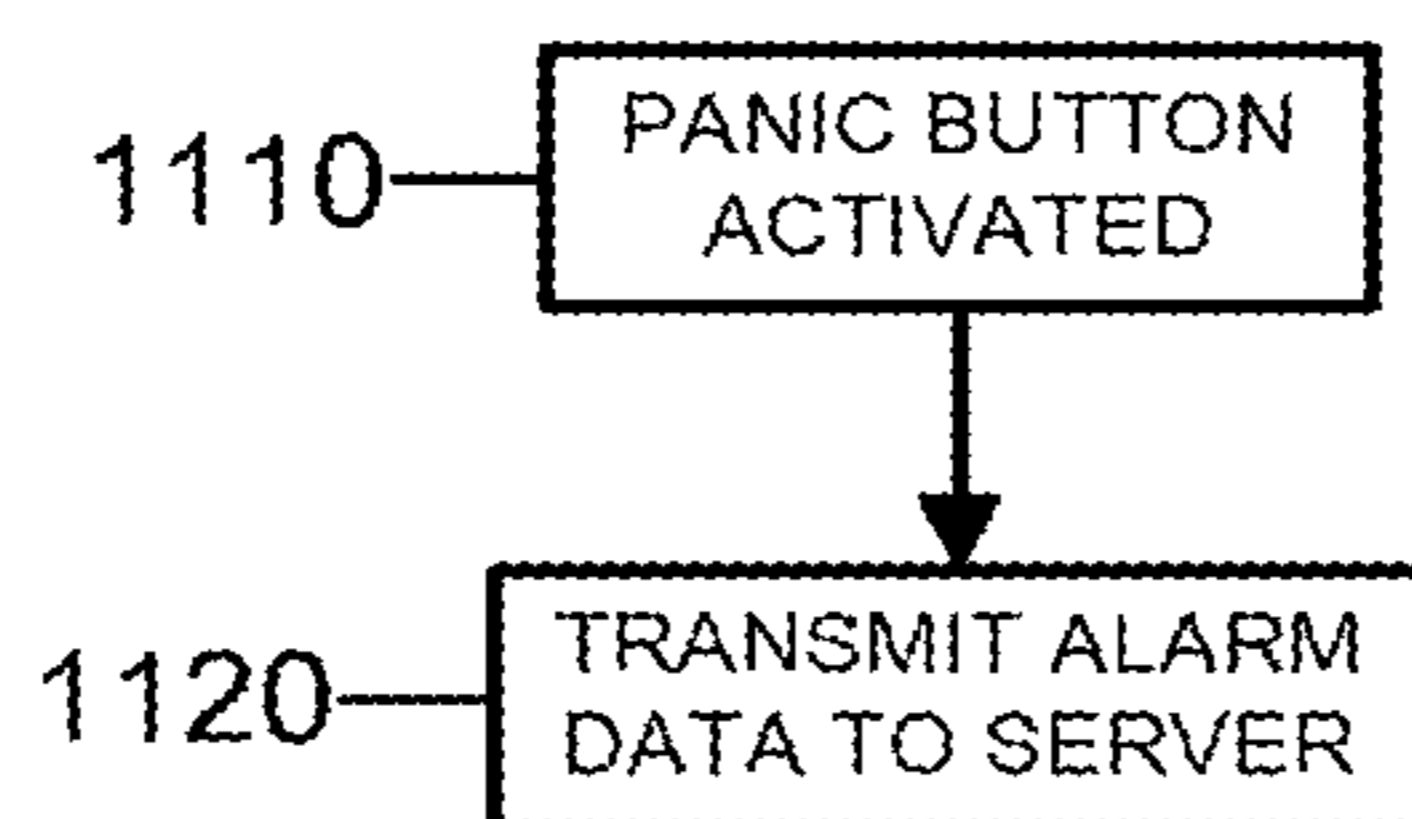 1110
PANIC BUTTON
ACTIVATED
1120
TRANSMIT ALARM
DATA TO SERVER